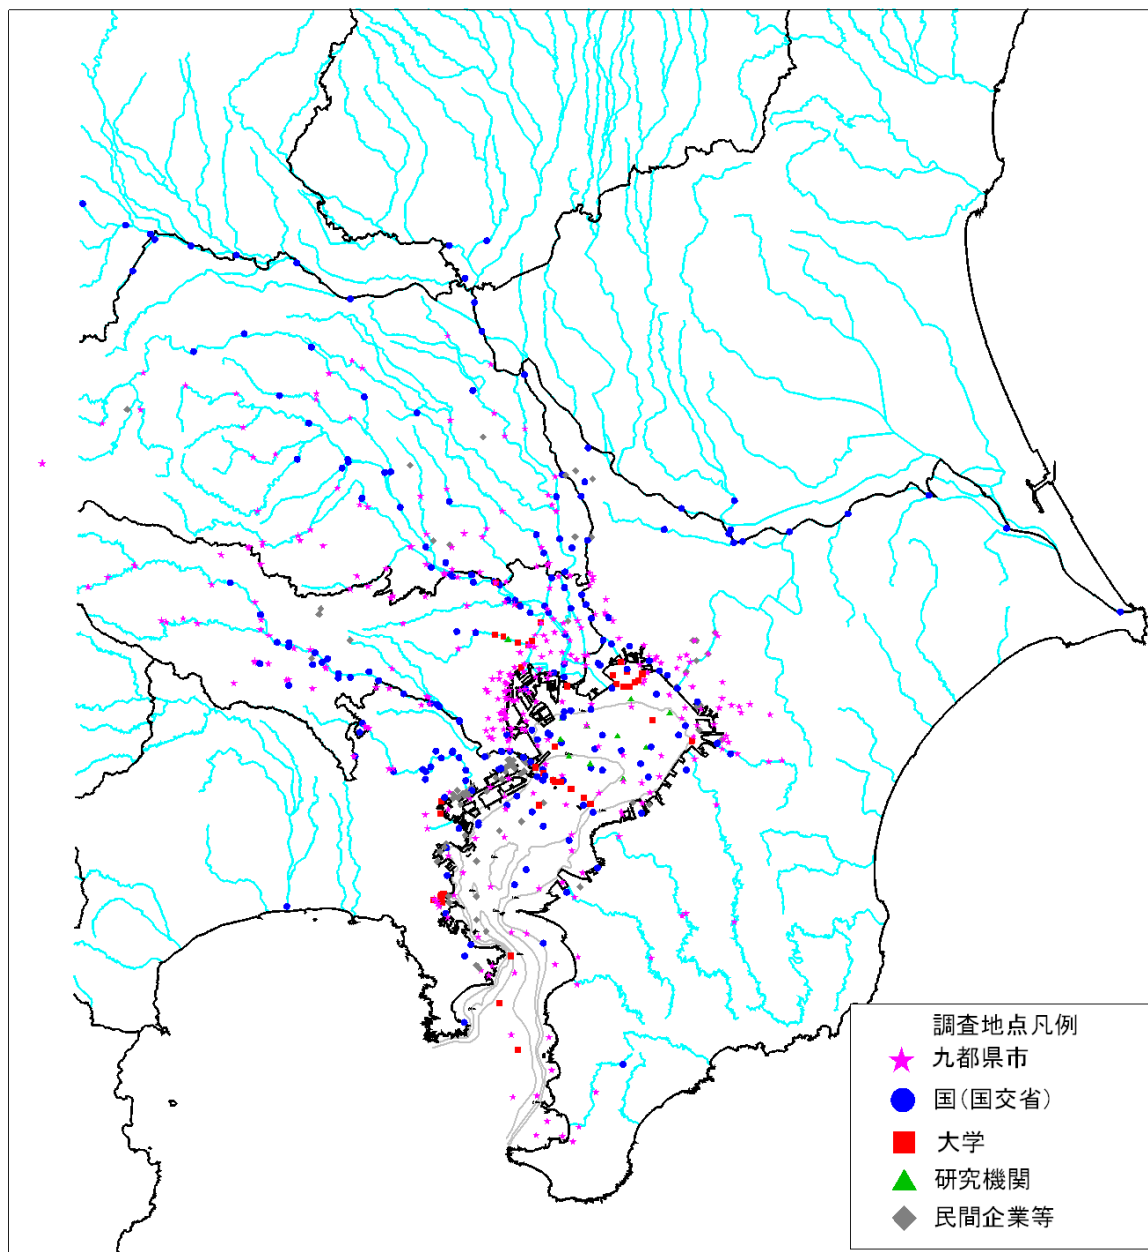 調査地点凡例
九都県市
国(国交省)
大学
研究機関
民間企業等